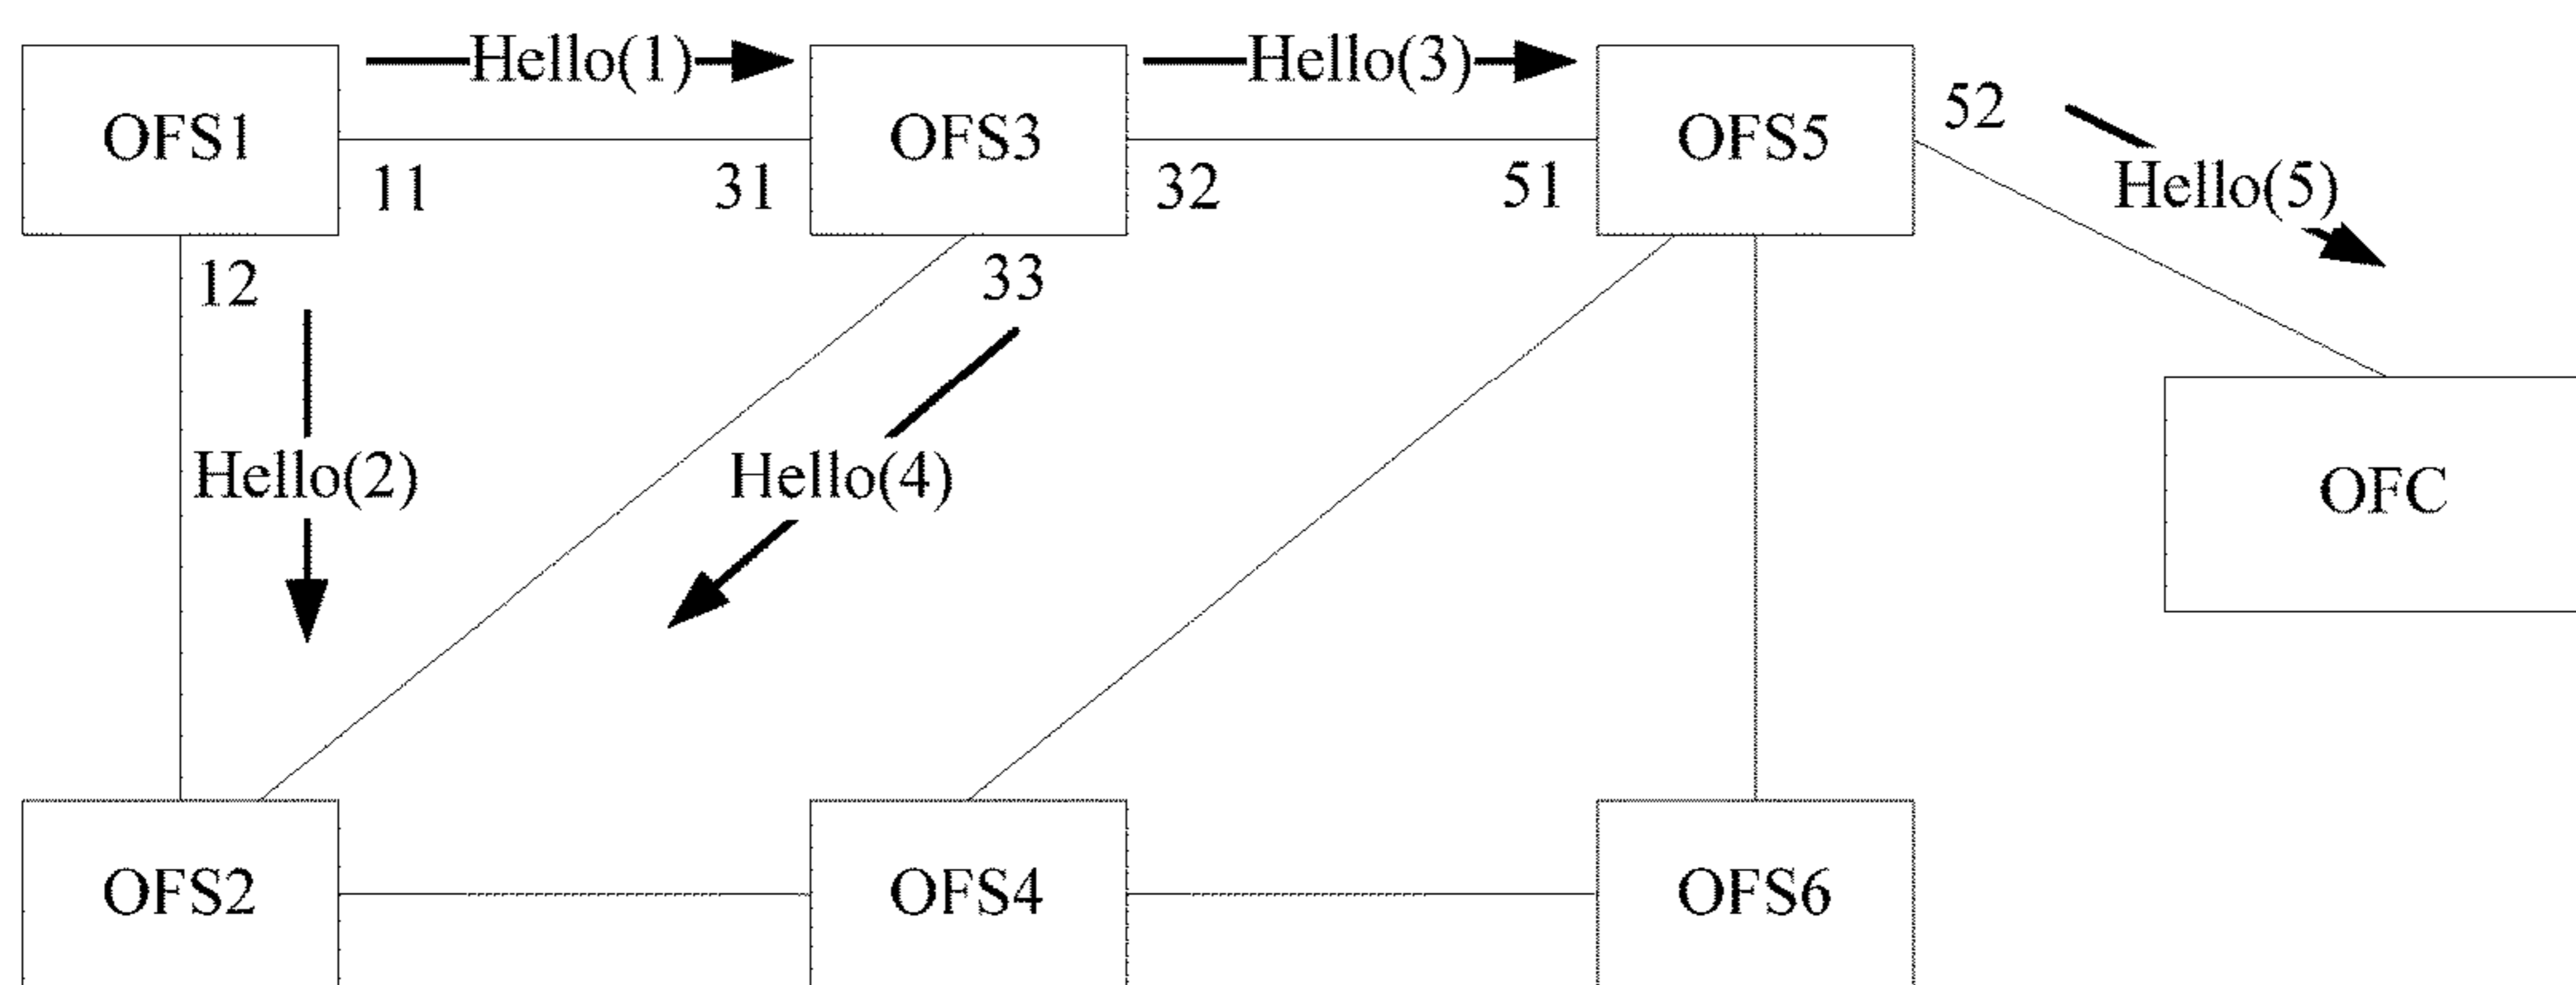 Hello(1)
Hello(3)
OFS1
OFS3
OFS5
52
Hello(5)
11
31
32
51
12
33
Hello(2)
Hello(4)
OFC
OFS2
OFS4
OFS6